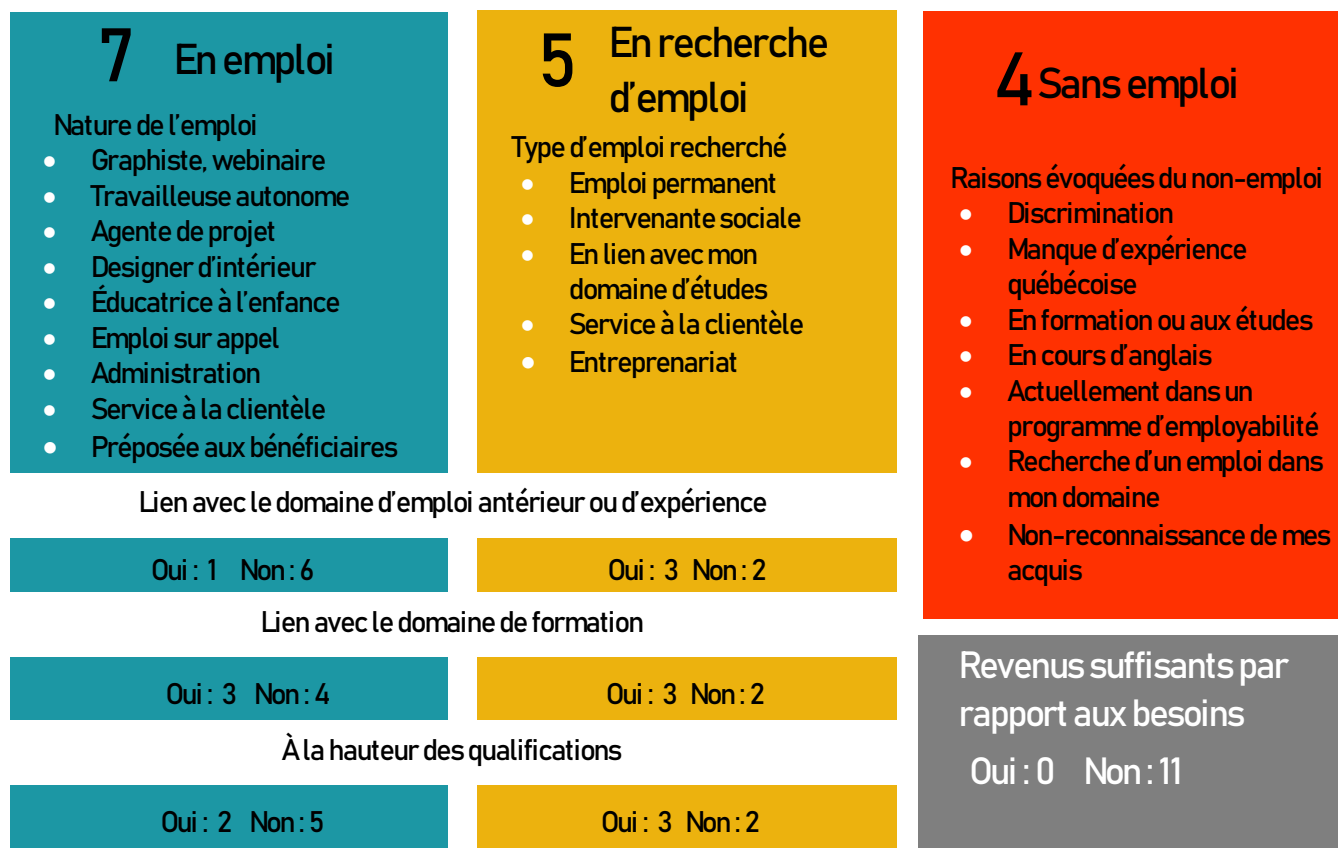 7 En emploi
Nature de l'emploi
• Graphiste, webinaire
• Travailleuse autonome
• Agente de projet
• Designer d'intérieur
• Éducatrice à l'enfance
• Emploi sur appel
• Administration
• Service à la clientèle
• Préposée aux bénéficiaires
5 En recherche
d'emploi
Type d'emploi recherché
• Emploi permanent
• Intervenante sociale
• En lien avec mon
domaine d'études
• Service à la clientèle
• Entreprenariat
4 Sans emploi
Raisons évoquées du non-emploi
• Discrimination
• Manque d'expérience
québécoise
• En formation ou aux études
• En cours d'anglais
• Actuellement dans un
programme d'employabilité
• Recherche d'un emploi dans
mon domaine
• Non-reconnaissance de mes
acquis
Lien avec le domaine d'emploi antérieur ou d'expérience
Oui : 1 Non : 6
Oui : 3 Non : 2
Lien avec le domaine de formation
Oui : 3 Non : 4
Oui : 3 Non : 2
À la hauteur des qualifications
Oui : 2 Non : 5
Oui : 3 Non : 2
Revenus suffisants par
rapport aux besoins
Oui : 0 Non : 11